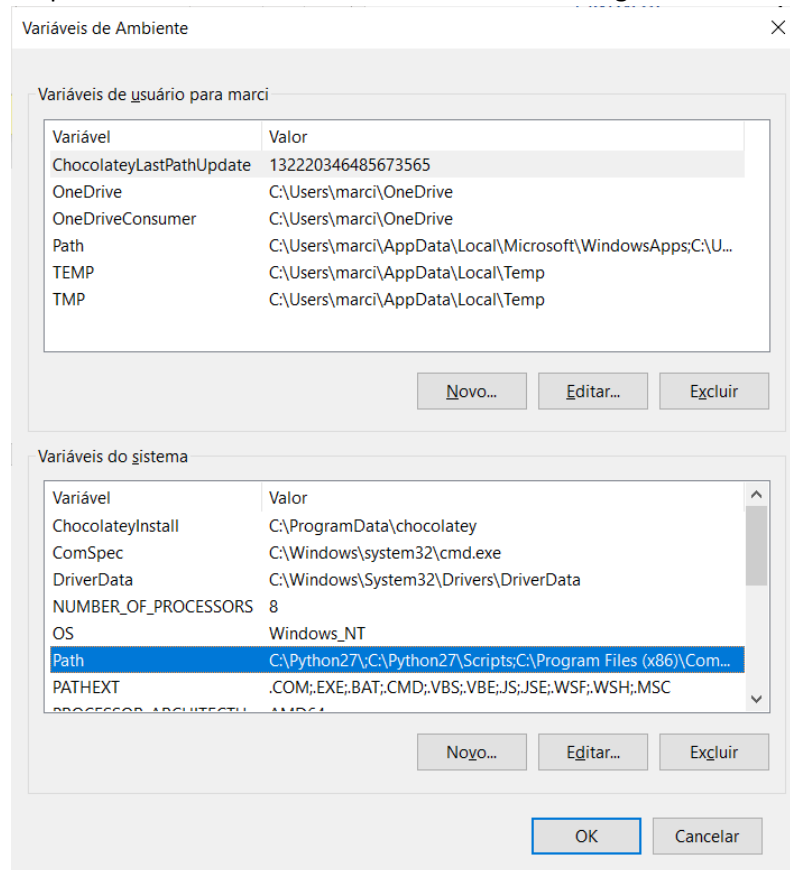 Variáveis de Ambiente
Variáveis de usuário para marci
Variável Valor
ChocolateyLastPathUpdate 132220346485673565
OneDrive C:\Users\marci\OneDrive
OneDriveConsumer C:\Users\marci\OneDrive
Path C:\Users\marci\AppData\Local\Microsoft\WindowsApps;C:\U...
TEMP C:\Users\marci\AppData\Local\Temp
TMP C:\Users\marci\AppData\Local\Temp
Novo... Editar... Excluir
Variáveis do sistema
Variável Valor
ChocolateyInstall C:\ProgramData\chocolatey
ComSpec C:\Windows\system32\cmd.exe
DriverData C:\Windows\System32\Drivers\DriverData
NUMBER_OF_PROCESSORS 8
OS Windows_NT
Path C:\Python27\;C:\Python27\Scripts;C:\Program Files (x86)\Com...
PATHEXT .COM;.EXE;.BAT;.CMD;.VBS;.VBE;.JS;.JSE;.WSF;.WSH;.MSC
Novo... Editar... Excluir
OK Cancelar